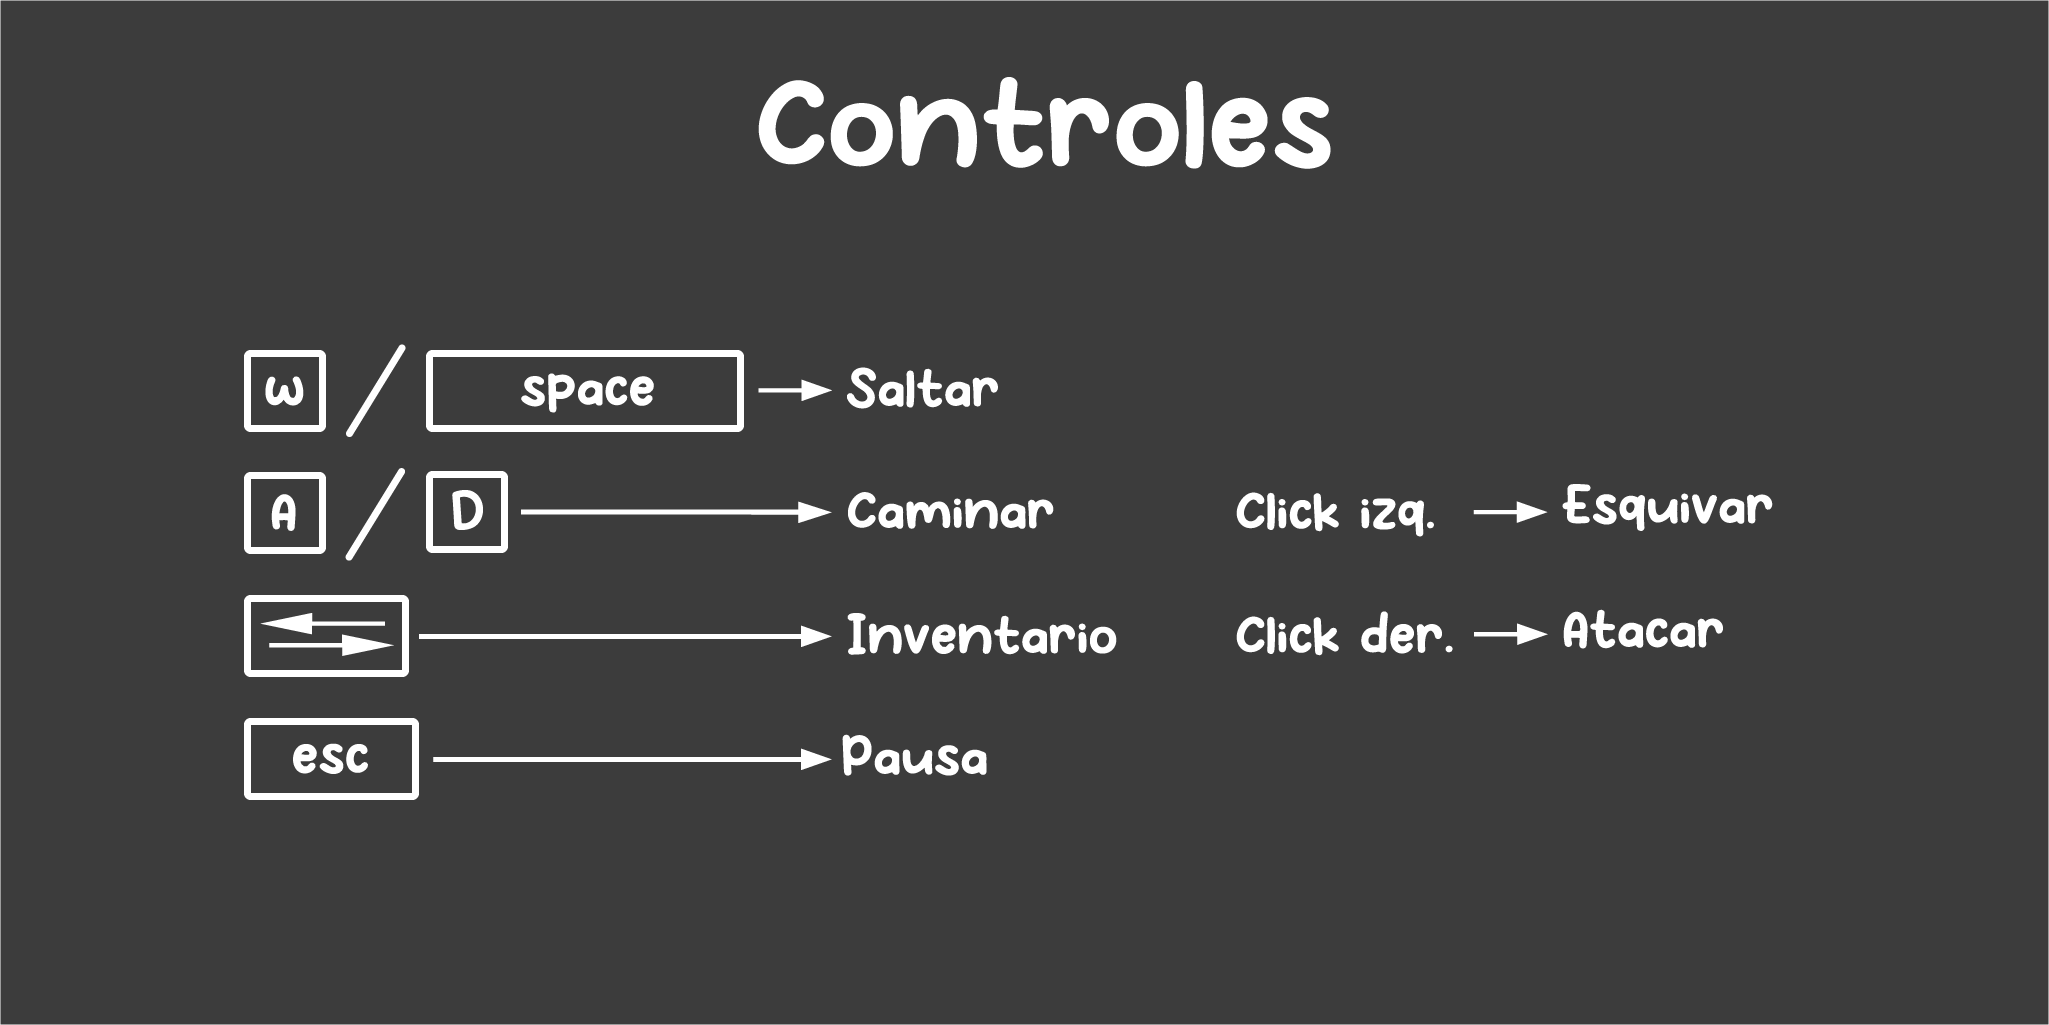 Controles
W / space → Saltar
A / D → Caminar
Inventario
esc → Pausa
Click izq. → Esquivar
Click der. → Atacar